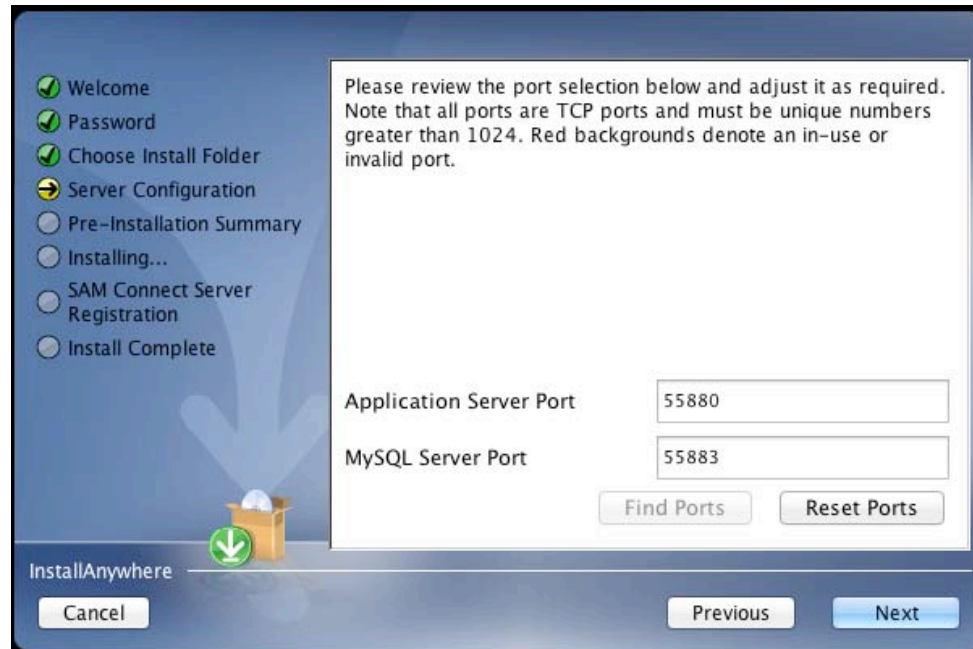 Welcome
Password
Choose Install Folder
Server Configuration
Pre-Installation Summary
Installing...
SAM Connect Server
Registration
Install Complete
Please review the port selection below and adjust it as required.
Note that all ports are TCP ports and must be unique numbers
greater than 1024. Red backgrounds denote an in-use or
invalid port.
Application Server Port 55880
MySQL Server Port 55883
Find Ports Reset Ports
InstallAnywhere
Cancel Previous Next